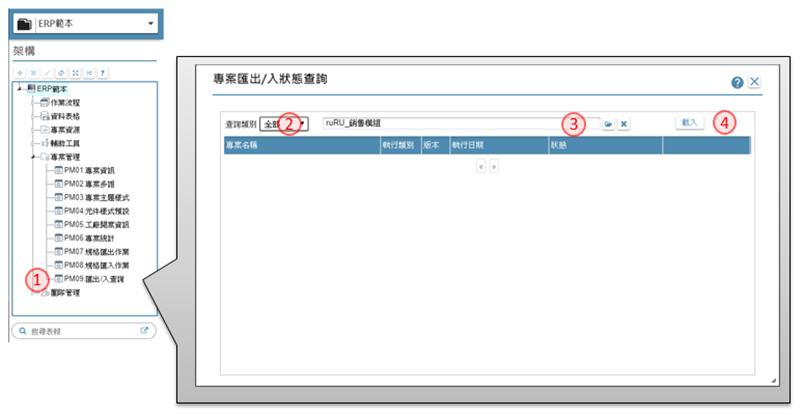 ERP範本
架構
ERP範本
作業流程
資料表格
專案資源
輔助工具
專案管理
PM01.專案資訊
PM02.專案多語
PM03.專案主題樣式
PM04.元件樣式預設
PM05.工廠開案資訊
PM06.專案統計
PM07.規格匯出作業
PM08.規格匯入作業
1 PM09.匯出/入查詢
團隊管理
搜尋表報
專案匯出/入狀態查詢
查詢類別 全部 2 ruRU_銷售模組 3 載入 4
專案名稱 執行類別 版本 執行日期 狀態
« »